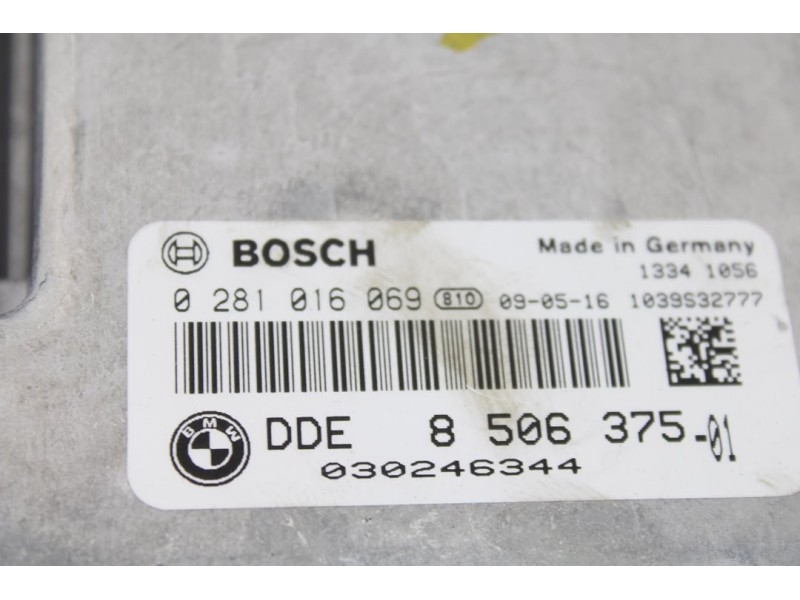 BOSCH
Made in Germany
1334 1056
0 281 016 069 810 09-05-16 1039S32777
BMW
DDE 8 506 375-01
030246344